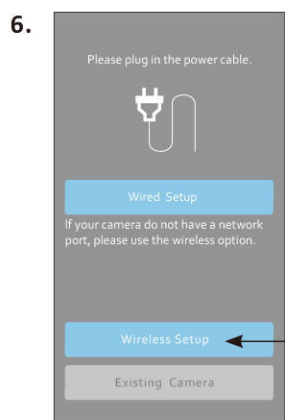 6.
Please plug in the power cable.
Wired Setup
If your camera do not have a network
port, please use the wireless option.
Wireless Setup
Existing Camera